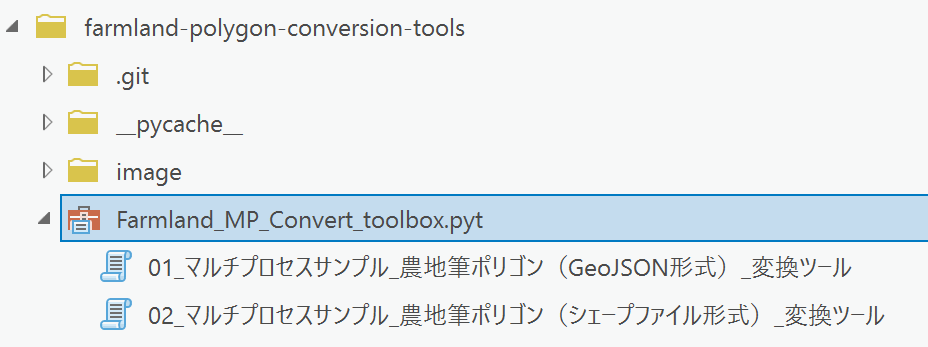 farmland-polygon-conversion-tools
.git
__pycache__
image
Farmland_MP_Convert_toolbox.pyt
01_マルチプロセスサンプル_農地筆ポリゴン（GeoJSON形式）_変換ツール
02_マルチプロセスサンプル_農地筆ポリゴン（シェープファイル形式）_変換ツール